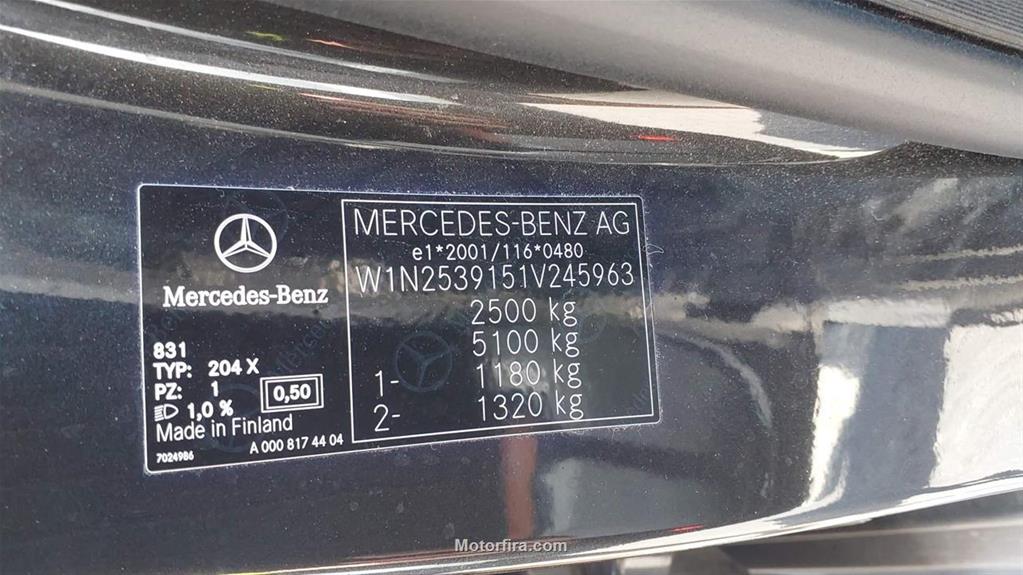 Mercedes-Benz
831
TYP: 204 X
PZ: 1
0,50
1,0 %
Made in Finland
7024986
A 000 817 44 04
MERCEDES-BENZ AG
e1*2001/116*0480
W1N2539151V245963
2500 kg
5100 kg
1- 1180 kg
2- 1320 kg
Motorfira.com